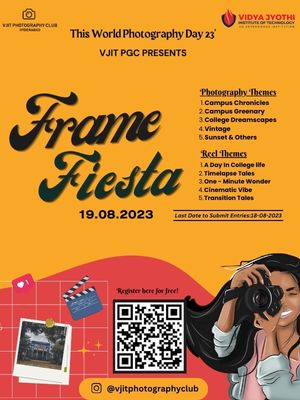 VJIT PHOTOGRAPHY CLUB
HYDERABAD
VIDYA JYOTHI
INSTITUTE OF TECHNOLOGY
AN AUTONOMOUS INSTITUTION
This World Photography Day 23'
VJIT PGC PRESENTS
Frame
Fiesta
19.08.2023
Photography Themes
1.Campus Chronicles
2.Campus Greenary
3.College Dreamscapes
4.Vintage
5.Sunset & Others
Reel Themes
1.A Day In College life
2.Timelapse Tales
3.One - Minute Wonder
4.Cinematic Vibe
5.Transition Tales
Last Date to Submit Entries:18-08-2023
Register here for free!
@vjitphotographyclub